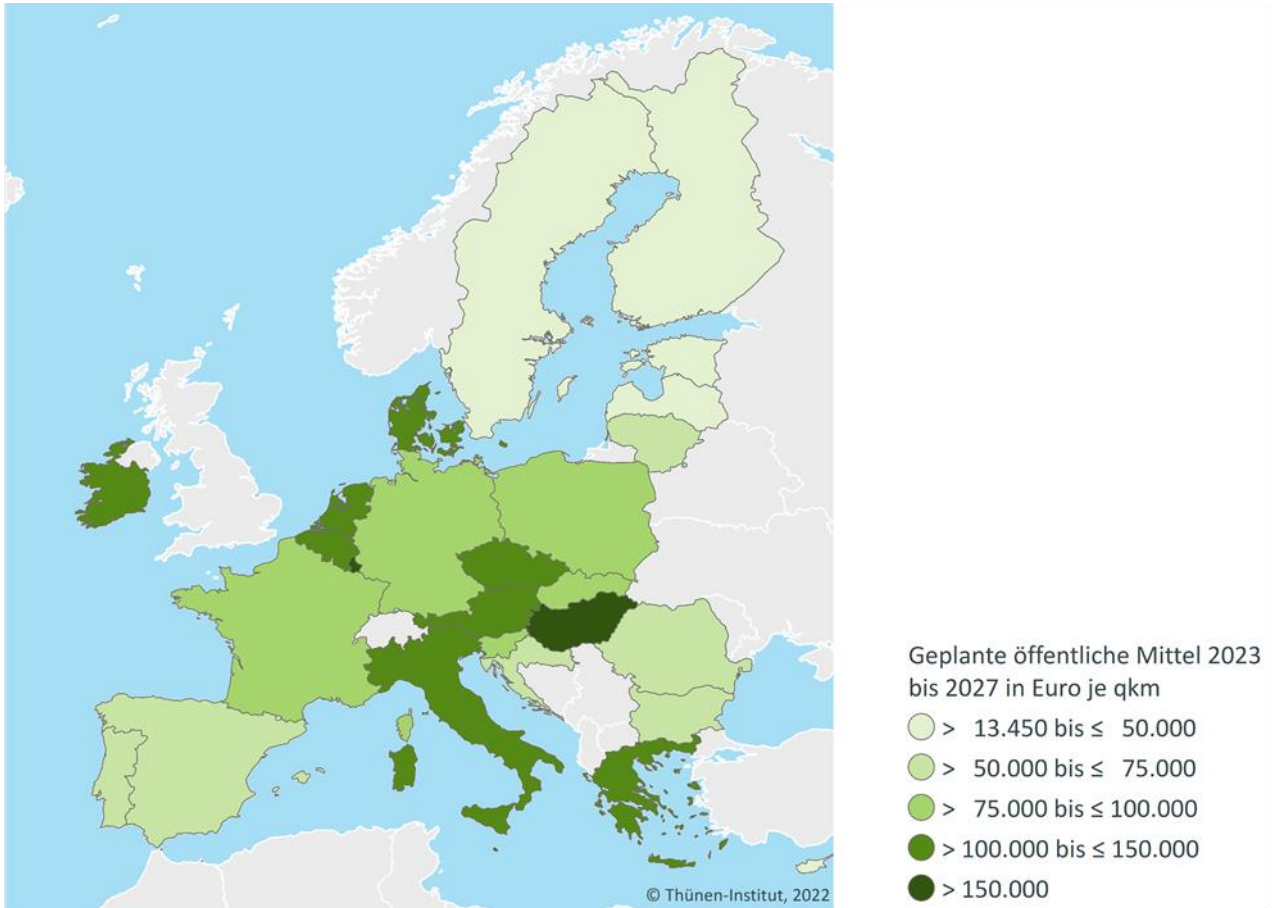 Geplante öffentliche Mittel 2023
bis 2027 in Euro je qkm
> 13.450 bis ≤ 50.000
> 50.000 bis ≤ 75.000
> 75.000 bis ≤ 100.000
> 100.000 bis ≤ 150.000
> 150.000
© Thünen-Institut, 2022